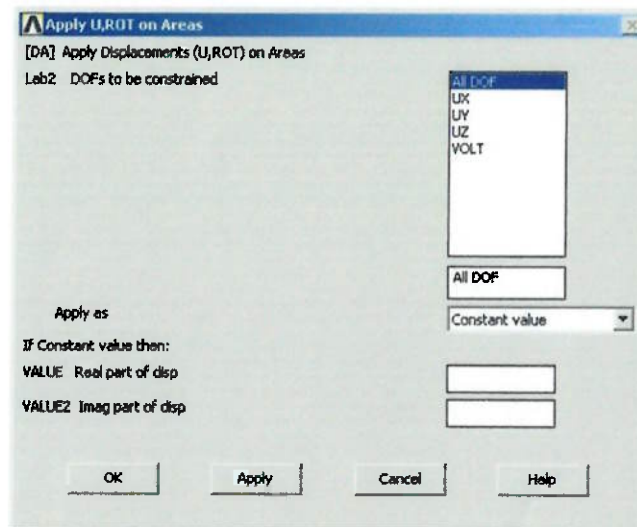 Apply U,ROT on Areas
[DA] Apply Displacements (U,ROT) on Areas
Lab2 DOFs to be constrained
All DOF
UX
UY
UZ
VOLT
All DOF
Apply as
Constant value
If Constant value then:
VALUE Real part of disp
VALUE2 Imag part of disp
OK
Apply
Cancel
Help